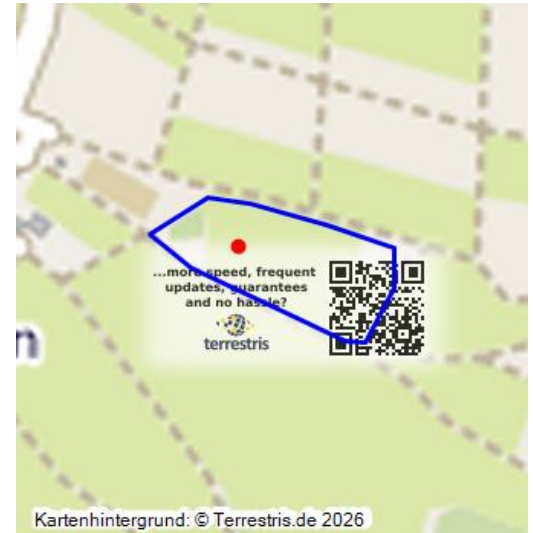 ...more speed, frequent
updates, guarantees
and no hassle?
terrestris
n
Kartenhintergrund: © Terrestris.de 2026